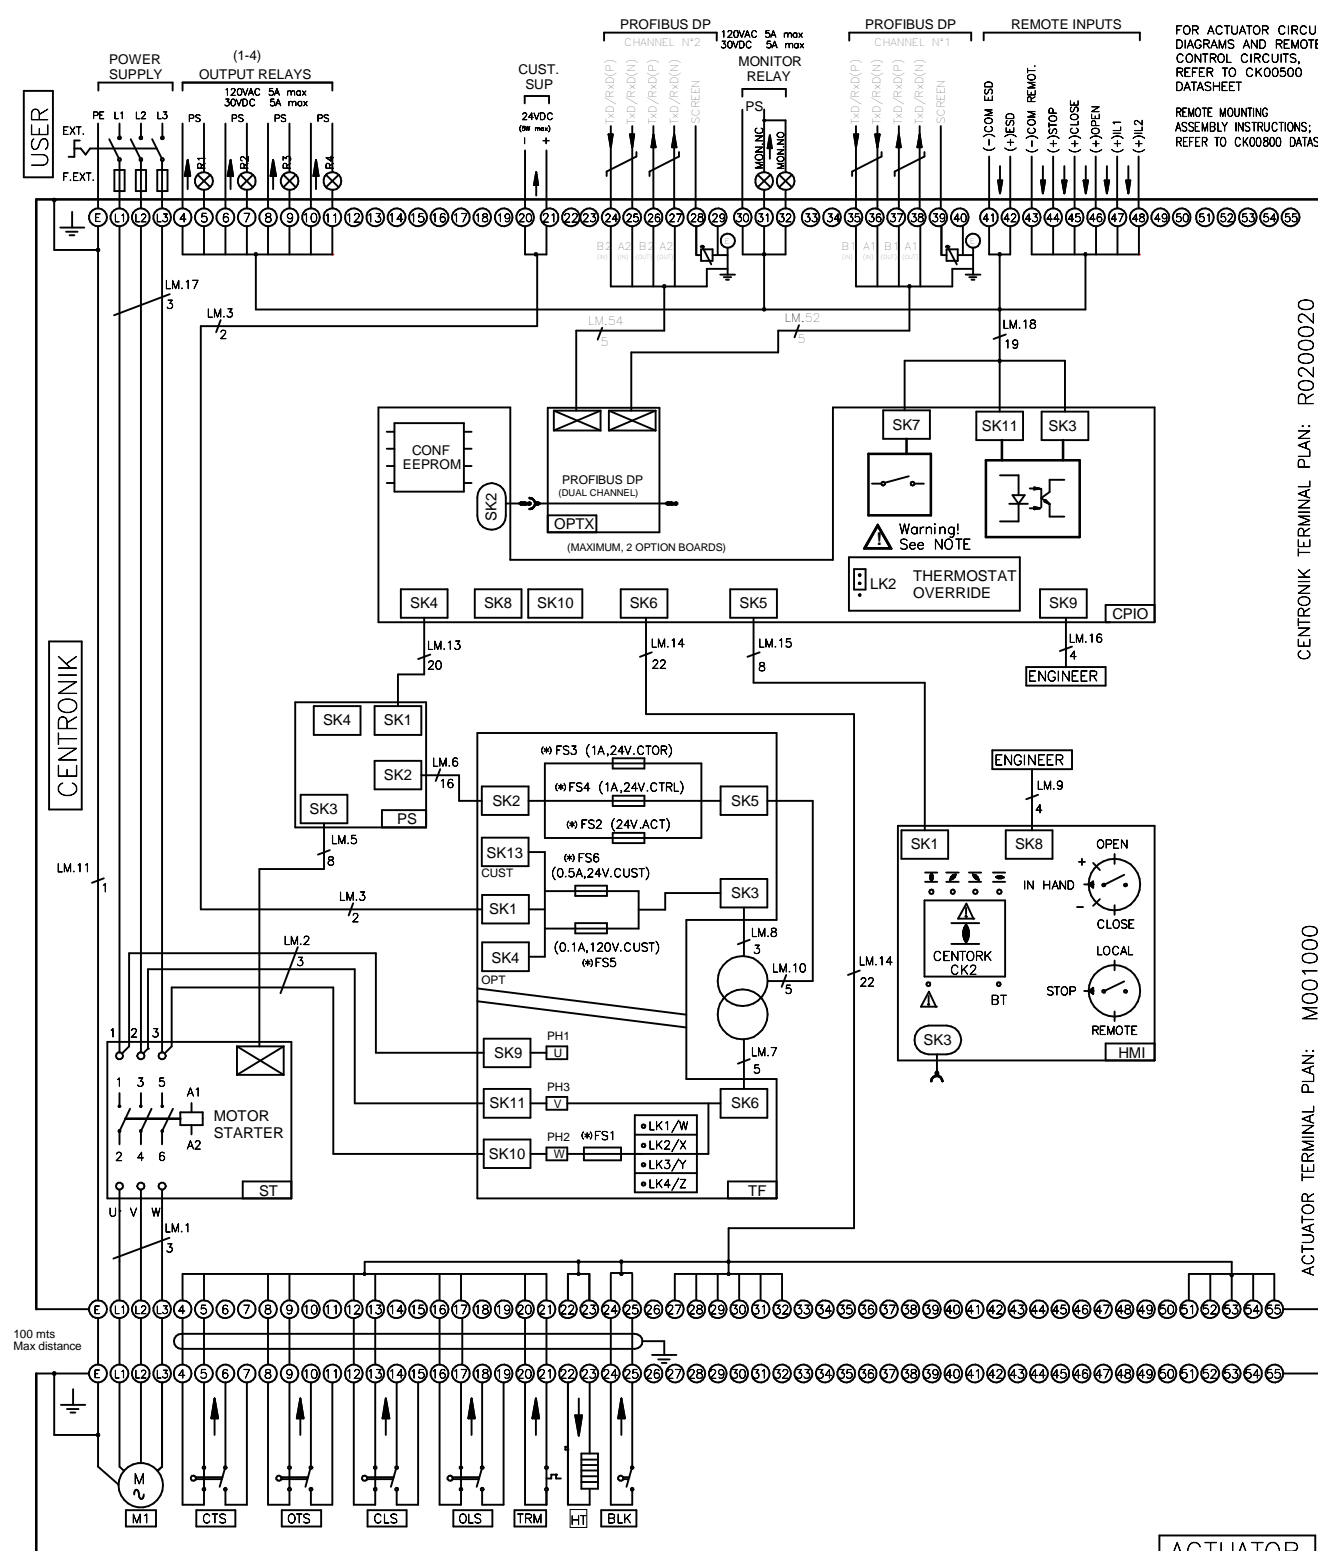 POWER
SUPPLY
(1-4)
OUTPUT RELAYS
120VAC 5A max
30VDC 5A max
CUST.
SUP
24VDC
(5W max)
- +
PROFIBUS DP
CHANNEL N°2
120VAC 5A max
30VDC 5A max
MONITOR
RELAY
PROFIBUS DP
CHANNEL N°1
REMOTE INPUTS
FOR ACTUATOR CIRCU
DIAGRAMS AND REMOTE
CONTROL CIRCUITS,
REFER TO CK00500
DATASHEET
REMOTE MOUNTING
ASSEMBLY INSTRUCTIONS;
REFER TO CK00800 DATAS
USER
EXT.
F.EXT.
PE L1 L2 L3
PS PS PS PS
R1 R2 R3 R4
TxD/RxD(P) TxD/RxD(N) TxD/RxD(P) TxD/RxD(N) SCREEN
PS
MON.NC MON.NO
TxD/RxD(P) TxD/RxD(N) TxD/RxD(P) TxD/RxD(N) SCREEN
(-)COM ESD
(+)ESD
(-)COM REMOT.
(+)STOP
(+)CLOSE
(+)OPEN
(+)IL1
(+)IL2
E L1 L2 L3 4 5 6 7 8 9 10 11 12 13 14 15 16 17 18 19 20 21 22 23 24 25 26 27 28 29 30 31 32 33 34 35 36 37 38 39 40 41 42 43 44 45 46 47 48 49 50 51 52 53 54 55
B2 A2 B2 A2
(IN) (IN) (OUT) (OUT)
E
B1 A1 B1 A1
(IN) (IN) (OUT) (OUT)
E
LM.17
3
LM.3
2
LM.54
5
LM.52
5
LM.18
19
CENTRONIK TERMINAL PLAN: R0200020
CONF
EEPROM
SK2
PROFIBUS DP
(DUAL CHANNEL)
OPTX
(MAXIMUM, 2 OPTION BOARDS)
SK7
SK11
SK3
Warning!
See NOTE
LK2
THERMOSTAT
OVERRIDE
SK4
SK8
SK10
SK6
SK5
SK9
CPIO
LM.13
20
LM.14
22
LM.15
8
LM.16
4
ENGINEER
CENTRONIK
SK4
SK1
SK2
SK3
PS
LM.6
16
LM.5
8
LM.11
1
LM.3
2
LM.2
3
(*)FS3 (1A,24V.CTOR)
(*)FS4 (1A,24V.CTRL)
(*)FS2 (24V.ACT)
SK2
SK5
SK13
CUST
(*)FS6
(0.5A,24V.CUST)
SK1
SK3
SK4
OPT
(0.1A,120V.CUST)
(*)FS5
LM.8
3
LM.10
5
LM.7
5
LM.14
22
SK9
PH1
U
SK11
PH3
V
SK6
SK10
PH2
W
(*)FS1
LK1/W
LK2/X
LK3/Y
LK4/Z
TF
ENGINEER
LM.9
4
SK1
SK8
OPEN
+
IN HAND
-
CLOSE
LOCAL
STOP
REMOTE
CENTORK
CK2
BT
SK3
HMI
ACTUATOR TERMINAL PLAN: M001000
1 2 3
1 3 5
A1
A2
2 4 6
MOTOR
STARTER
ST
U V W
LM.1
3
E L1 L2 L3 4 5 6 7 8 9 10 11 12 13 14 15 16 17 18 19 20 21 22 23 24 25 26 27 28 29 30 31 32 33 34 35 36 37 38 39 40 41 42 43 44 45 46 47 48 49 50 51 52 53 54 55
100 mts
Max distance
E L1 L2 L3 4 5 6 7 8 9 10 11 12 13 14 15 16 17 18 19 20 21 22 23 24 25 26 27 28 29 30 31 32 33 34 35 36 37 38 39 40 41 42 43 44 45 46 47 48 49 50 51 52 53 54 55
M
M1
CTS
OTS
CLS
OLS
TRM
HT
BLK
ACTUATOR